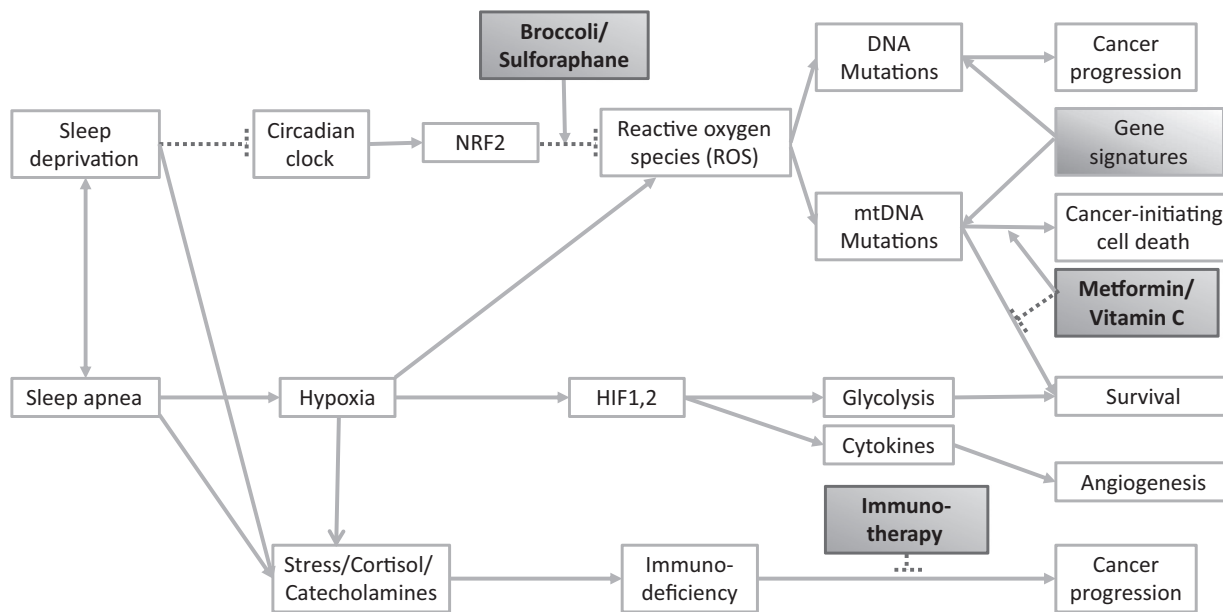 Broccoli/
Sulforaphane
DNA
Mutations
Cancer
progression
Sleep
deprivation
Circadian
clock
NRF2
Reactive oxygen
species (ROS)
Gene
signatures
mtDNA
Mutations
Cancer-initiating
cell death
Metformin/
Vitamin C
Sleep apnea
Hypoxia
HIF1,2
Glycolysis
Survival
Cytokines
Angiogenesis
Immuno-
therapy
Stress/Cortisol/
Catecholamines
Immuno-
deficiency
Cancer
progression